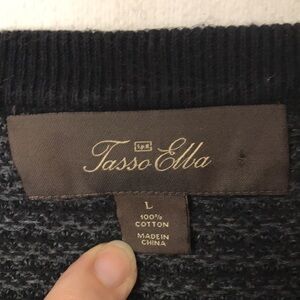 Tasso Elba
L
100%
COTTON
MADE IN
CHINA